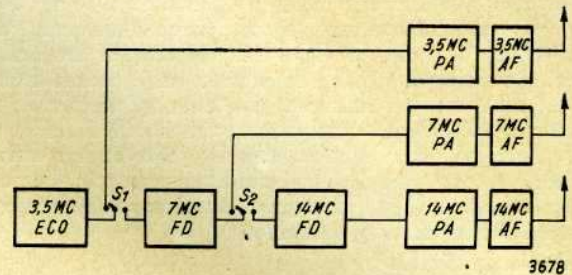 3,5MC PA
3,5MC AF
7MC PA
7MC AF
S1
S2
3,5MC ECO
7MC FD
14MC FD
14MC PA
14MC AF
3678